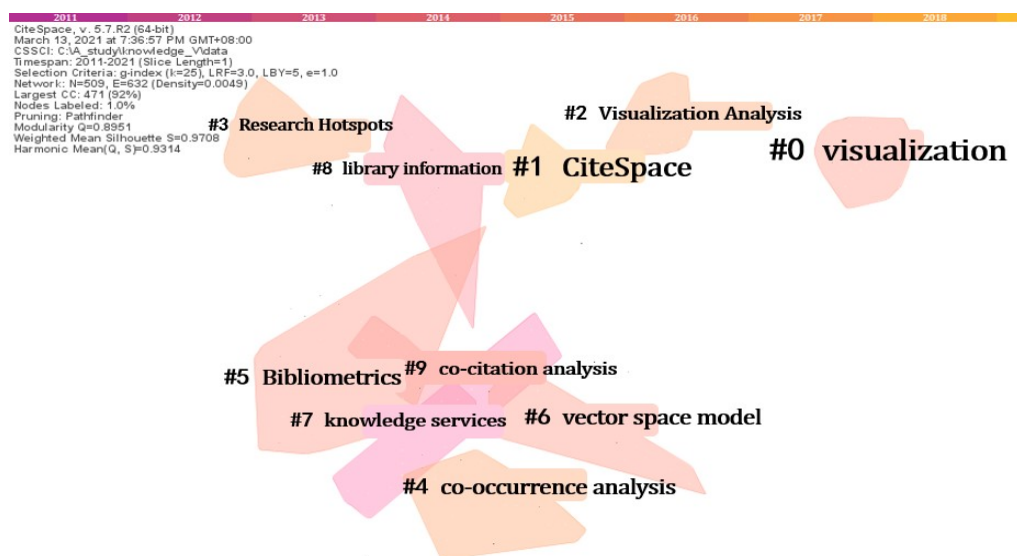 2011 2012 2013 2014 2015 2016 2017 2018
CiteSpace, v. 5.7.R2 (64-bit)
March 13, 2021 at 7:36:57 PM GMT+08:00
CSSCI: C:\A_study\knowledge_V\data
Timespan: 2011-2021 (Slice Length=1)
Selection Criteria: g-index (k=25), LRF=3.0, LBY=5, e=1.0
Network: N=509, E=632 (Density=0.0049)
Largest CC: 471 (92%)
Nodes Labeled: 1.0%
Pruning: Pathfinder
Modularity Q=0.8951
Weighted Mean Silhouette S=0.9708
Harmonic Mean(Q, S)=0.9314
#2 Visualization Analysis
#3 Research Hotspots
#0 visualization
#8 library information
#1 CiteSpace
#9 co-citation analysis
#5 Bibliometrics
#7 knowledge services
#6 vector space model
#4 co-occurrence analysis